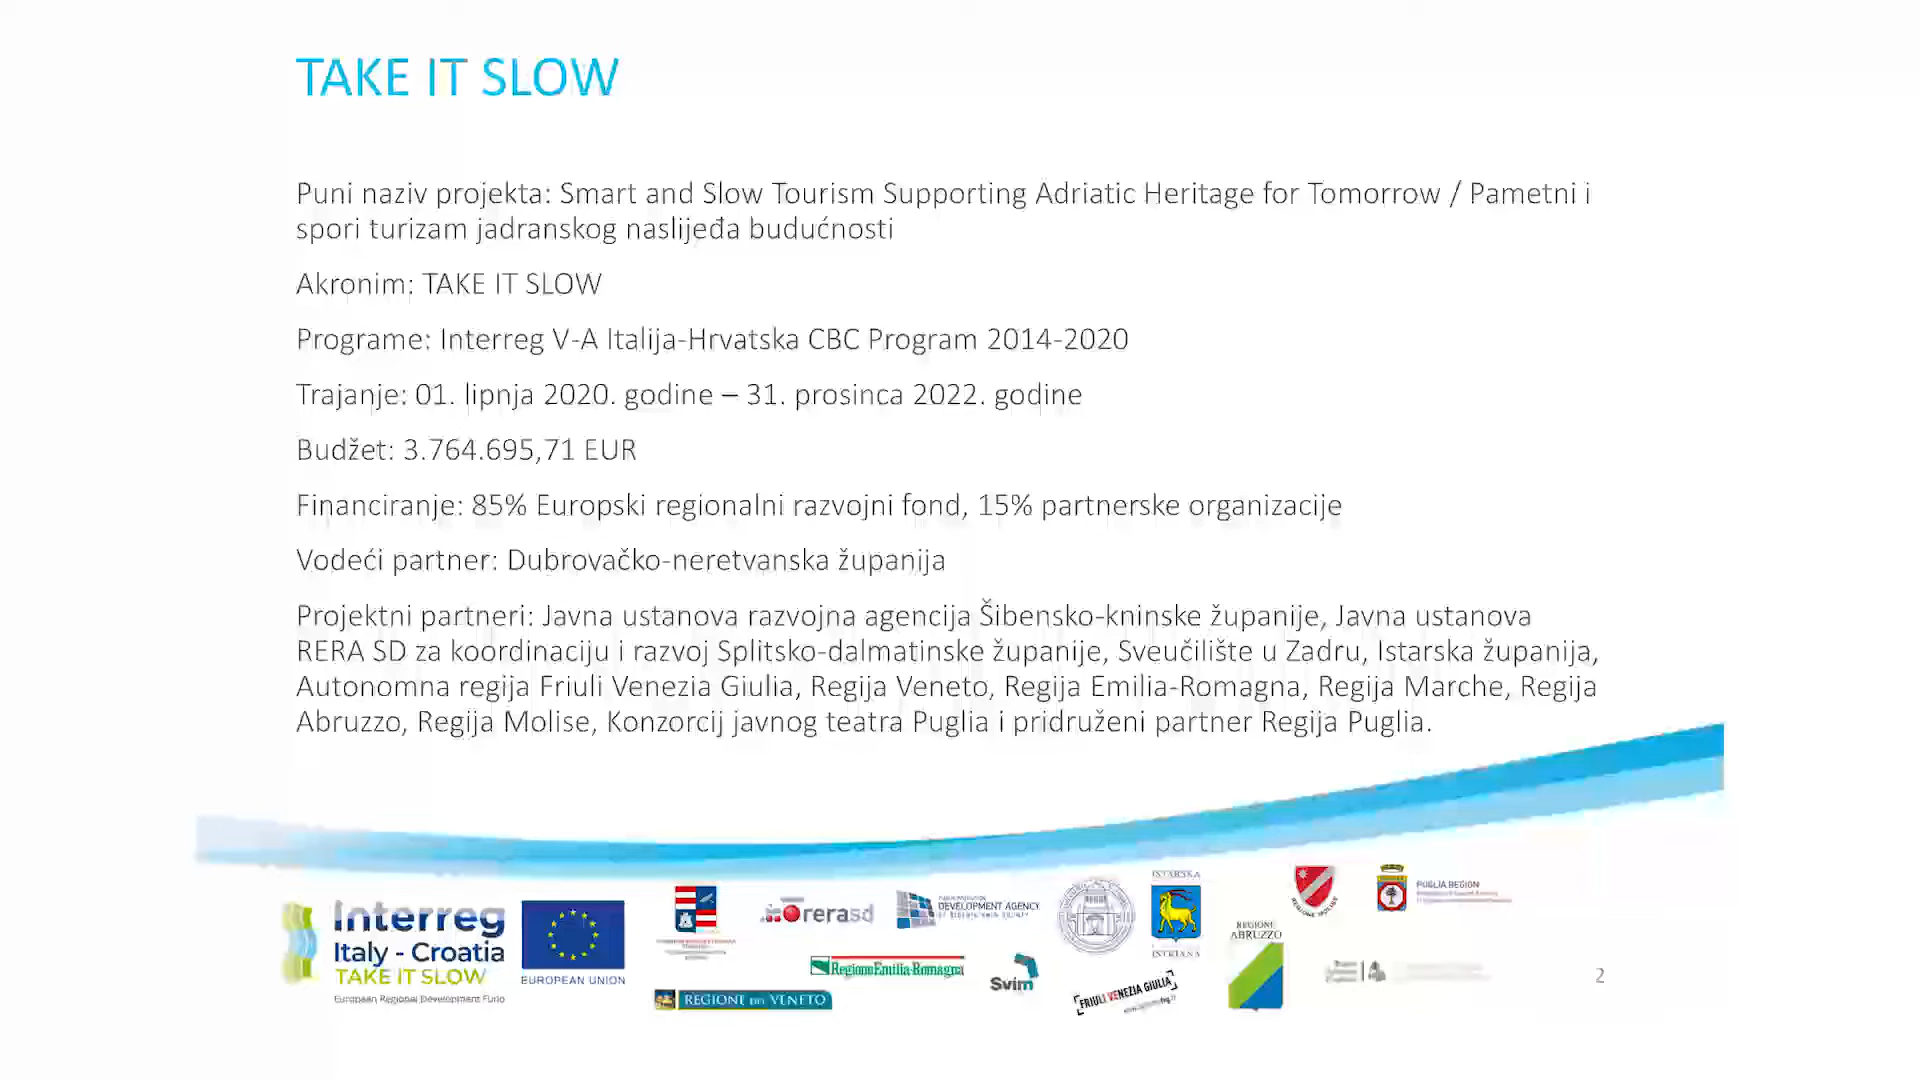 TAKE IT SLOW
Puni naziv projekta: Smart and Slow Tourism Supporting Adriatic Heritage for Tomorrow / Pametni i
spori turizam jadranskog naslijeđa budućnosti
Akronim: TAKE IT SLOW
Programe: Interreg V-A Italija-Hrvatska CBC Program 2014-2020
Trajanje: 01. lipnja 2020. godine – 31. prosinca 2022. godine
Budžet: 3.764.695,71 EUR
Financiranje: 85% Europski regionalni razvojni fond, 15% partnerske organizacije
Vodeći partner: Dubrovačko-neretvanska županija
Projektni partneri: Javna ustanova razvojna agencija Šibensko-kninske županije, Javna ustanova
RERA SD za koordinaciju i razvoj Splitsko-dalmatinske županije, Sveučilište u Zadru, Istarska županija,
Autonomna regija Friuli Venezia Giulia, Regija Veneto, Regija Emilia-Romagna, Regija Marche, Regija
Abruzzo, Regija Molise, Konzorcij javnog teatra Puglia i pridruženi partner Regija Puglia.
Interreg
Italy - Croatia
TAKE IT SLOW
European Regional Development Fund
EUROPEAN UNION
rerasd
DEVELOPMENT AGENCY
ISTARSKA
ISTRIANA
REGIONE MOLISE
PUGLIA REGION
RegioneEmilia-Romagna
Svim
REGIONE DEL VENETO
FRIULI VENEZIA GIULIA
REGIONE
ABRUZZO
2